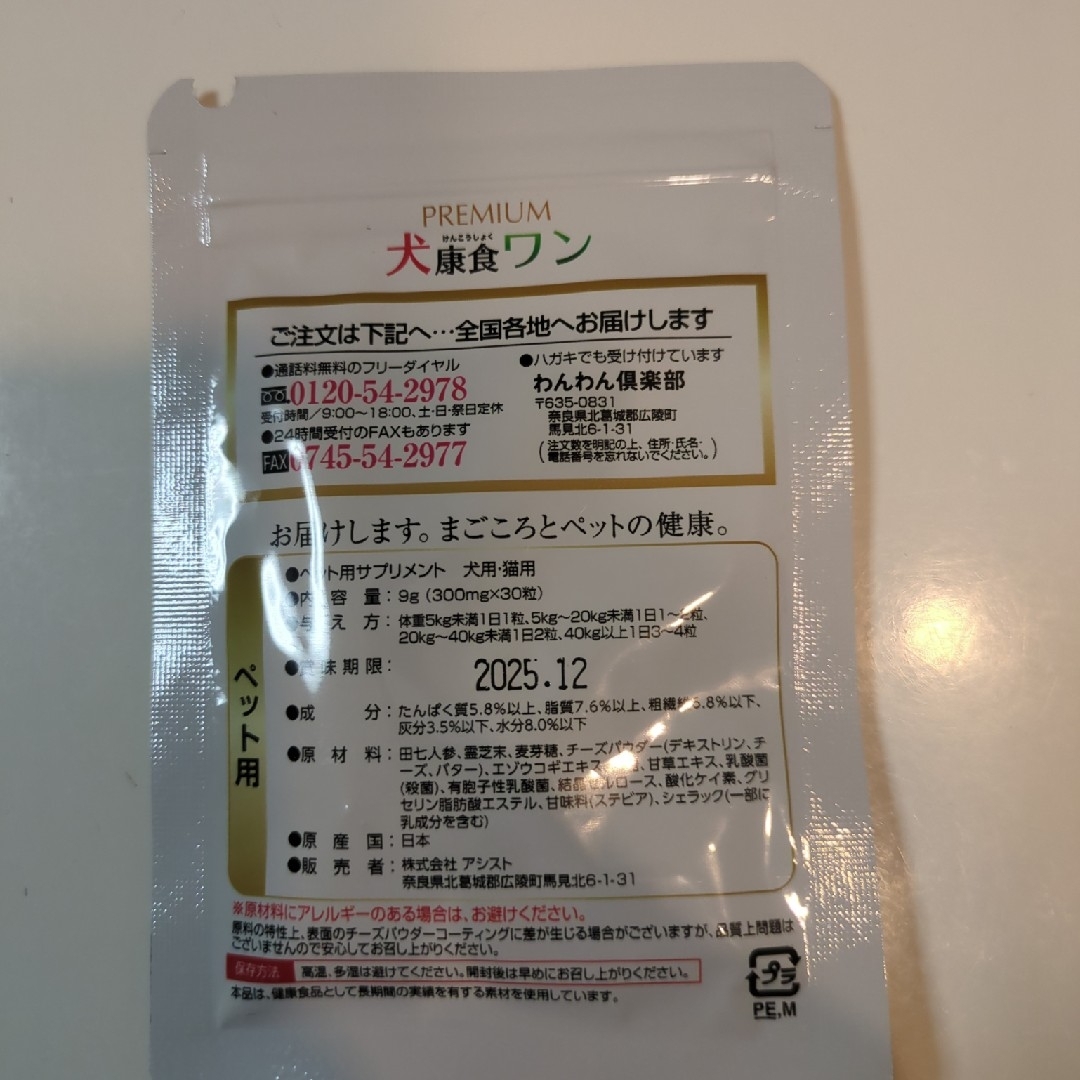 PREMIUM
けんこうしょく
犬康食ワン
ご注文は下記へ…全国各地へお届けします
●通話料無料のフリーダイヤル
0120-54-2978
受付時間/9:00〜18:00、土・日・祭日定休
●24時間受付のFAXもあります
FAX 0745-54-2977
●ハガキでも受け付けています
わんわん倶楽部
〒635-0831
奈良県北葛城郡広陵町
馬見北6-1-31
(注文数を明記の上、住所・氏名・
電話番号を忘れないでください。)
お届けします。まごころとペットの健康。
ペット用
●ペット用サプリメント 犬用・猫用
●内容量:9g(300mg×30粒)
●与え方:体重5kg未満1日1粒、5kg〜20kg未満1日1〜2粒、
20kg〜40kg未満1日2粒、40kg以上1日3〜4粒
●賞味期限:2025.12
●成分:たんぱく質5.8%以上、脂質7.6%以上、粗繊維5.8%以下、
灰分3.5%以下、水分8.0%以下
●原材料:田七人参、霊芝末、麦芽糖、チーズパウダー(デキストリン、チ
ーズ、バター)、エゾウコギエキス、甘草エキス、乳酸菌
(殺菌)、有胞子性乳酸菌、結晶セルロース、酸化ケイ素、グリ
セリン脂肪酸エステル、甘味料(ステビア)、シェラック(一部に
乳成分を含む)
●原産国:日本
●販売者:株式会社 アシスト
奈良県北葛城郡広陵町馬見北6-1-31
※原材料にアレルギーのある場合は、お避けください。
原料の特性上、表面のチーズパウダーコーティングに差が生じる場合がございますが、品質上問題は
ございませんので安心してお召し上がりください。
保存方法 高温、多湿は避けてください。開封後は早めにお召し上がりください。
本品は、健康食品として長期間の実績を有する素材を使用しています。
プラ
PE,M